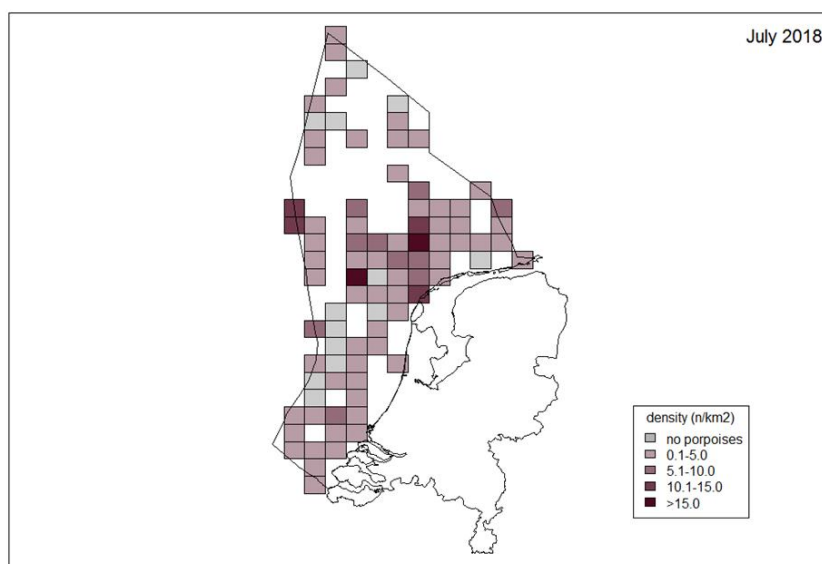 July 2018
density (n/km2)
no porpoises
0.1-5.0
5.1-10.0
10.1-15.0
>15.0